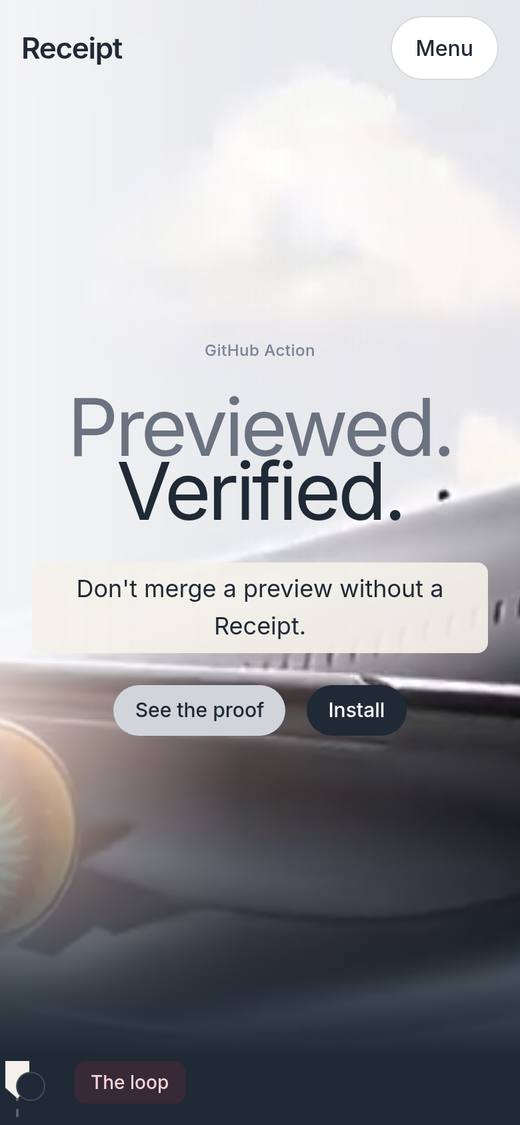 Receipt
Menu
GitHub Action
Previewed.
Verified.
Don't merge a preview without a
Receipt.
See the proof
Install
The loop